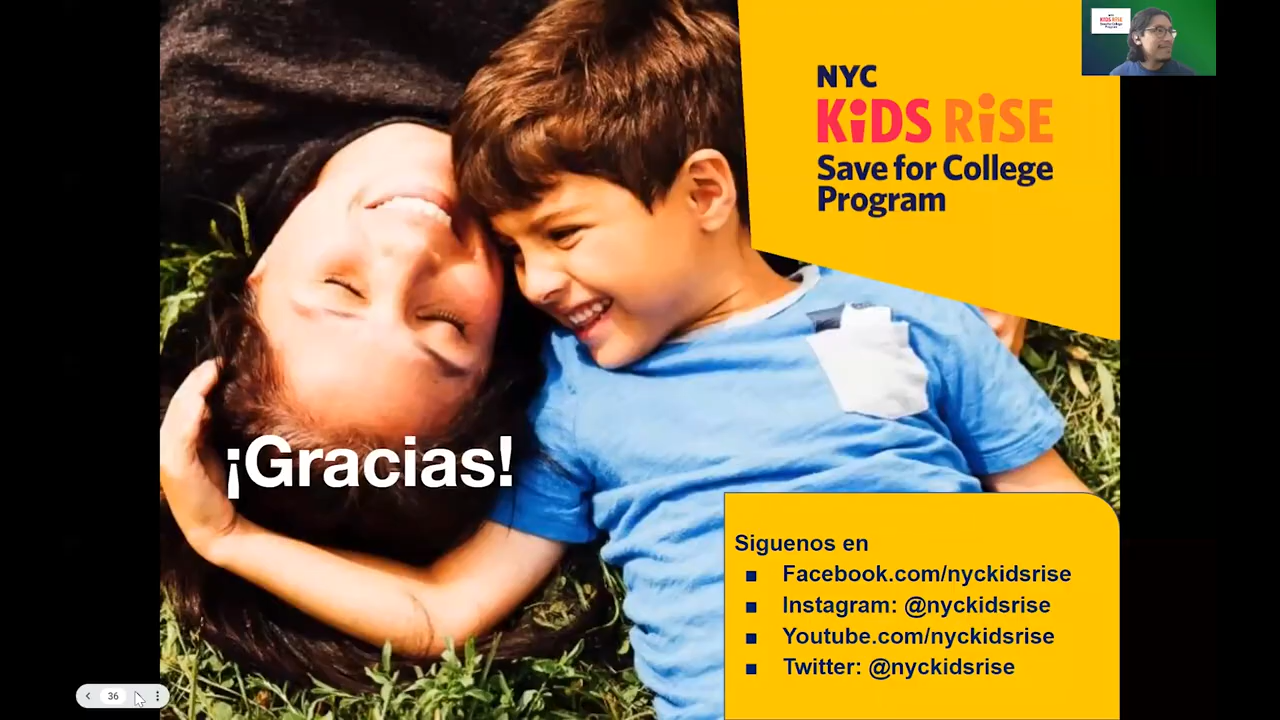 NYC
KiDS RiSE
Save for College
Program
¡Gracias!
Siguenos en
■ Facebook.com/nyckidsrise
■ Instagram: @nyckidsrise
■ Youtube.com/nyckidsrise
■ Twitter: @nyckidsrise
36